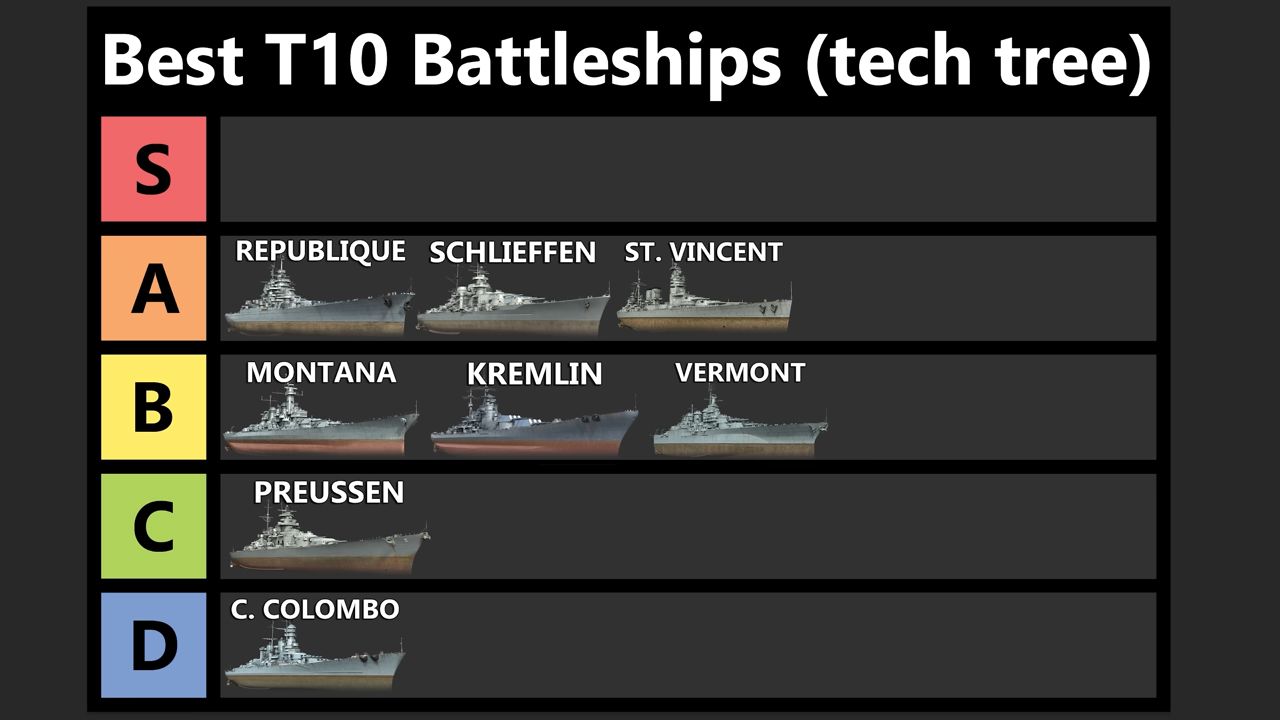 Best T10 Battleships (tech tree)
S
A
REPUBLIQUE SCHLIEFFEN ST. VINCENT
B
MONTANA KREMLIN VERMONT
C
PREUSSEN
D
C. COLOMBO